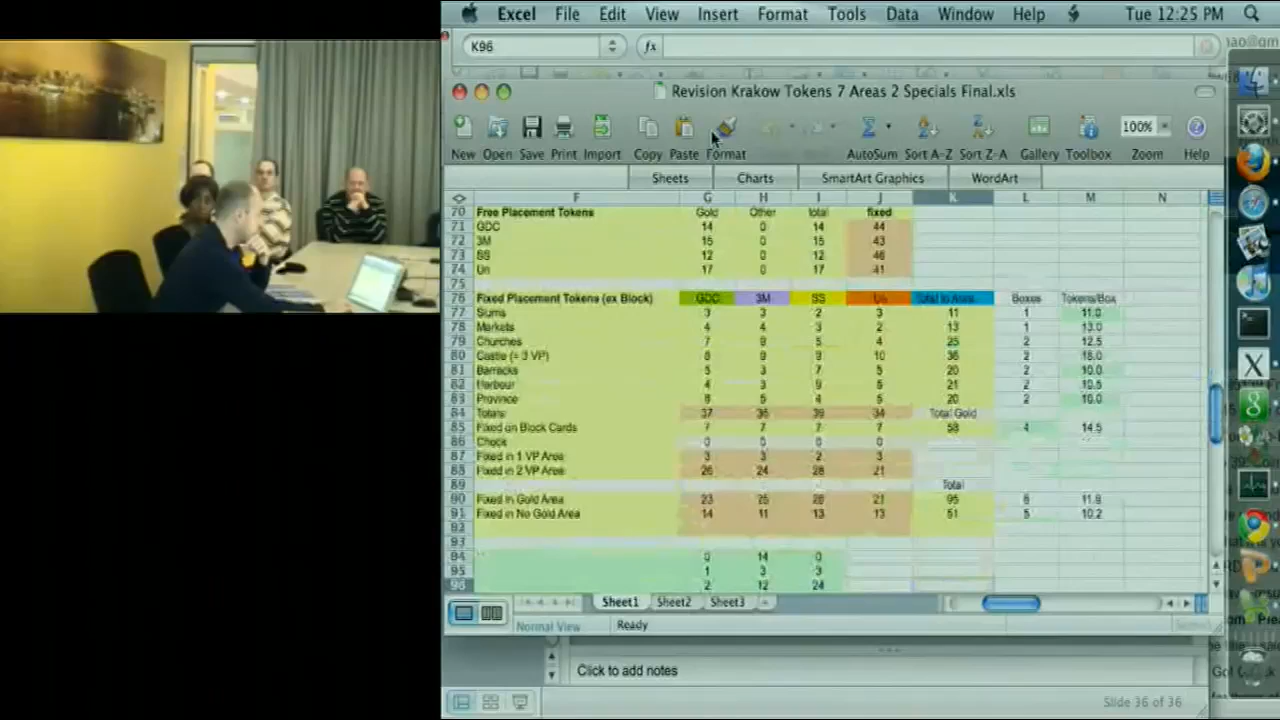 Excel File Edit View Insert Format Tools Data Window Help Tue 12:25 PM
K96 fx
Revision Krakow Tokens 7 Areas 2 Specials Final.xls
100%
New Open Save Print Import Copy Paste Format AutoSum Sort A-Z Sort Z-A Gallery Toolbox Zoom Help
Sheets Charts SmartArt Graphics WordArt
F G H I J K L M N
70 Free Placement Tokens Gold Other total fixed
71 GDC 14 0 14 44
72 3M 15 0 15 43
73 SS 12 0 12 46
74 Un 17 0 17 41
75
76 Fixed Placement Tokens (ex Block) GDC 3M SS Un Boxes Tokens/Box
77 Slums 3 3 2 3 11 1 11.0
78 Markets 4 4 3 2 13 1 13.0
79 Churches 7 9 5 4 25 2 12.5
80 Castle (= 3 VP) 8 9 9 10 36 2 18.0
81 Barracks 5 3 7 5 20 2 10.0
82 Harbour 4 3 9 5 21 2 10.5
83 Province 6 5 4 5 20 2 10.0
84 Totals 37 36 39 34 Total Gold
85 Fixed on Block Cards 7 7 7 7 58 4 14.5
86 Check 0 0 0 0
87 Fixed in 1 VP Area 3 3 2 3
88 Fixed in 2 VP Area 26 24 28 21
89 Total
90 Fixed in Gold Area 23 25 26 21 95 8 11.9
91 Fixed in No Gold Area 14 11 13 13 51 5 10.2
92
93
94 0 14 0
95 1 3 3
96 2 12 24
Sheet1 Sheet2 Sheet3
Normal View Ready
Click to add notes
Slide 36 of 36